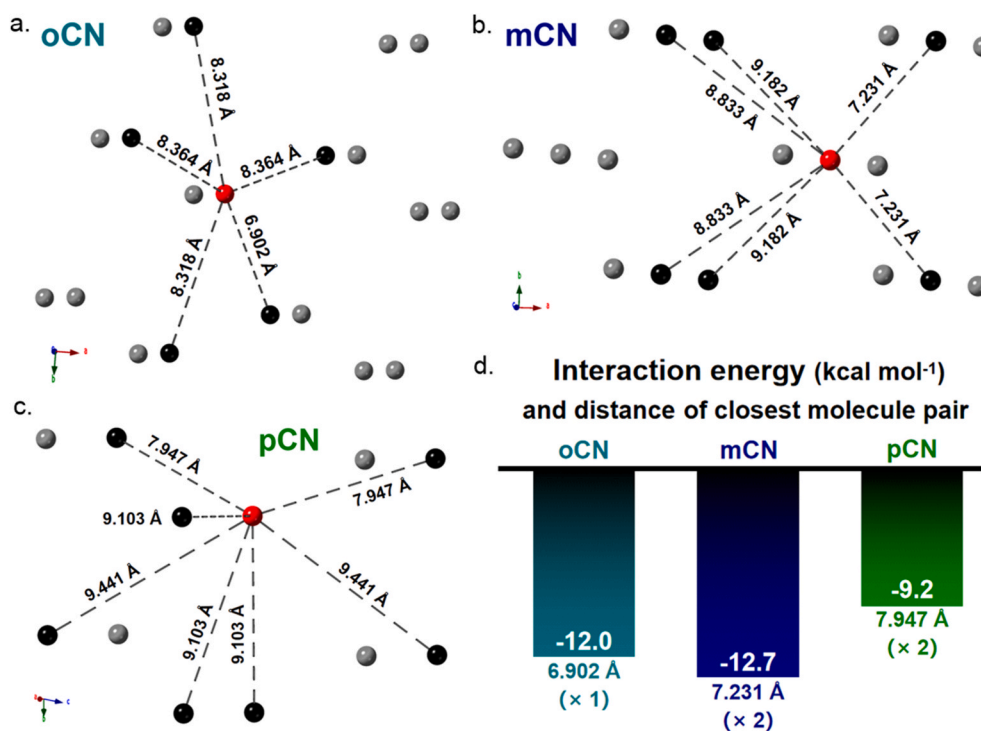 a.
oCN
8.318 Å
8.364 Å
8.364 Å
6.902 Å
8.318 Å
a
b
b.
mCN
9.182 Å
8.833 Å
7.231 Å
8.833 Å
9.182 Å
7.231 Å
b
c
a
c.
pCN
7.947 Å
7.947 Å
9.103 Å
9.441 Å
9.441 Å
9.103 Å
9.103 Å
a
c
b
d.
Interaction energy (kcal mol⁻¹)
and distance of closest molecule pair
oCN mCN pCN
-9.2
7.947 Å
(× 2)
-12.0
6.902 Å
(× 1)
-12.7
7.231 Å
(× 2)